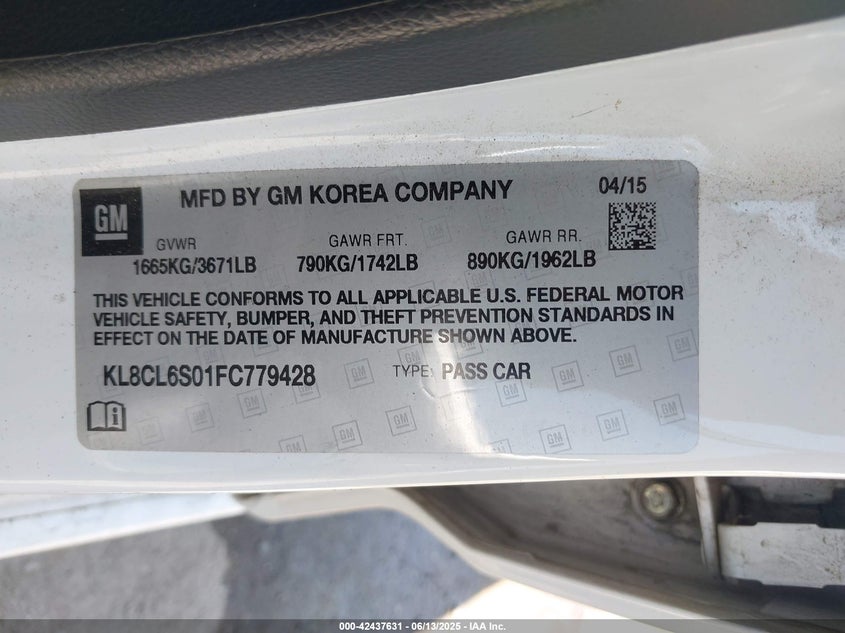 GM
MFD BY GM KOREA COMPANY 04/15
GVWR GAWR FRT. GAWR RR.
1665KG/3671LB 790KG/1742LB 890KG/1962LB
THIS VEHICLE CONFORMS TO ALL APPLICABLE U.S. FEDERAL MOTOR
VEHICLE SAFETY, BUMPER, AND THEFT PREVENTION STANDARDS IN
EFFECT ON THE DATE OF MANUFACTURE SHOWN ABOVE.
KL8CL6S01FC779428 TYPE: PASS CAR
000-42437631 - 06/13/2025 - IAA Inc.